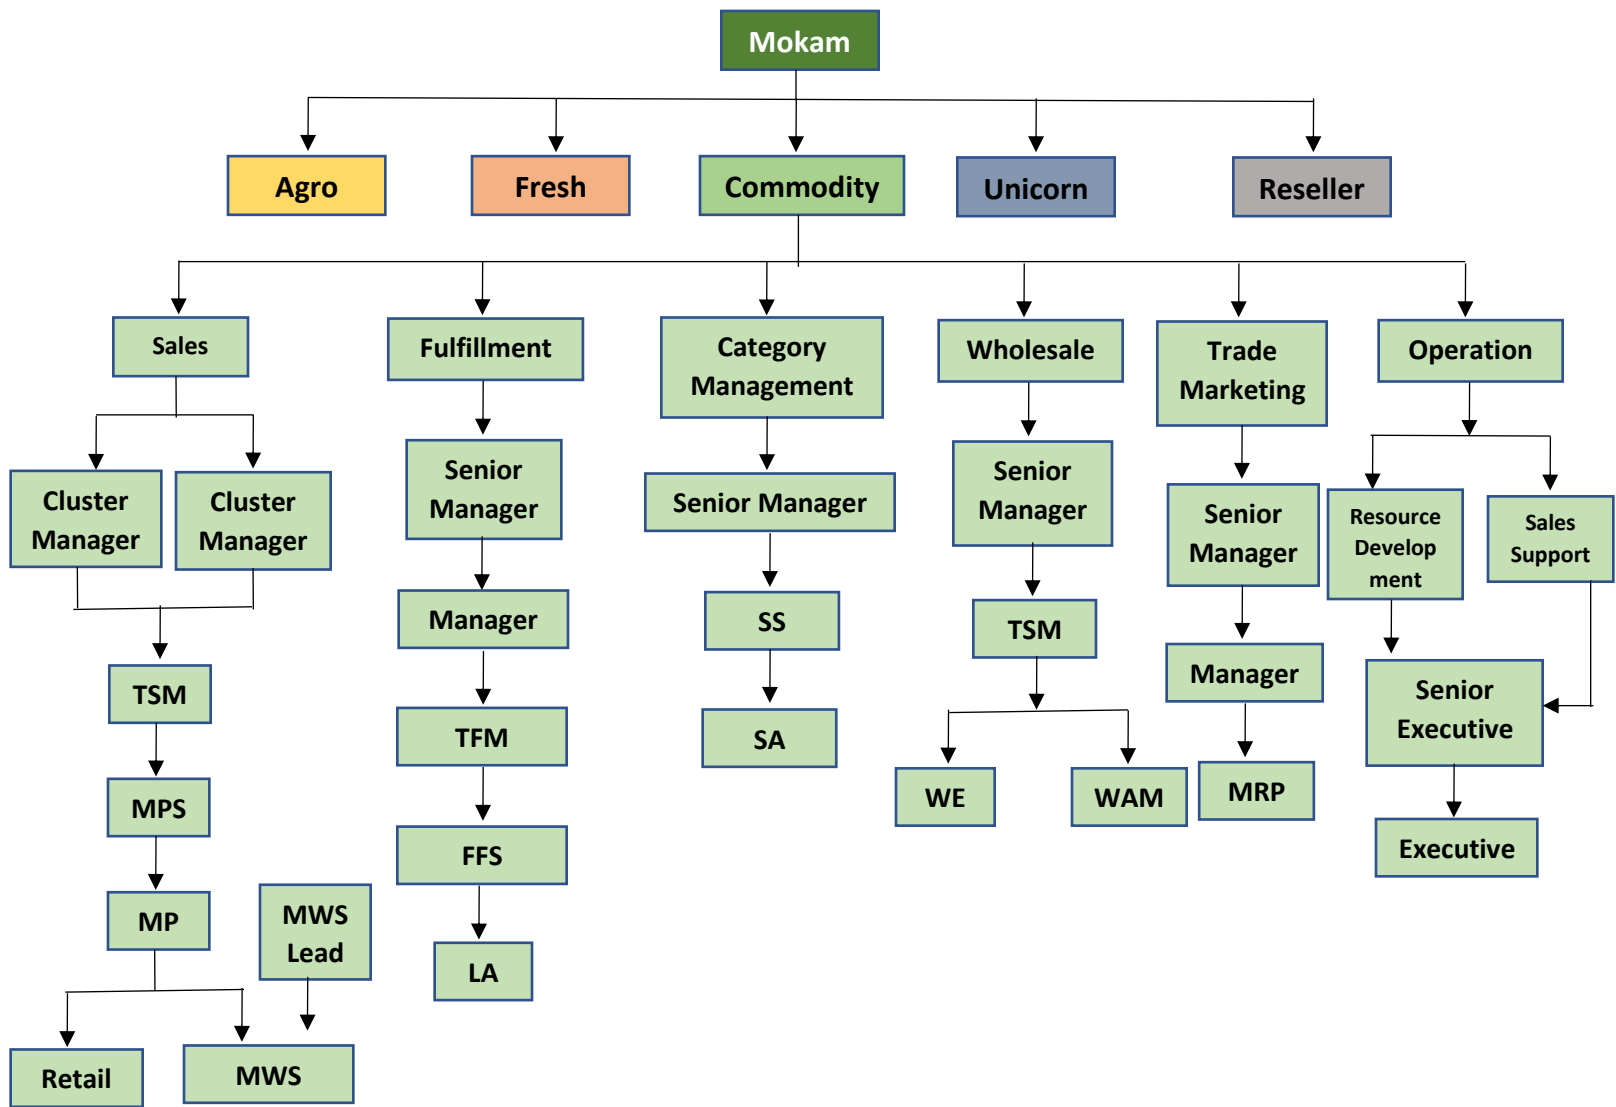 Mokam
Agro
Fresh
Commodity
Unicorn
Reseller
Sales
Fulfillment
Category
Management
Wholesale
Trade
Marketing
Operation
Cluster
Manager
Cluster
Manager
Senior
Manager
Senior Manager
Senior
Manager
Senior
Manager
Resource
Develop
ment
Sales
Support
Manager
SS
TSM
Manager
Senior
Executive
TSM
TFM
SA
WE
WAM
MRP
Executive
MPS
FFS
MP
MWS
Lead
LA
Retail
MWS